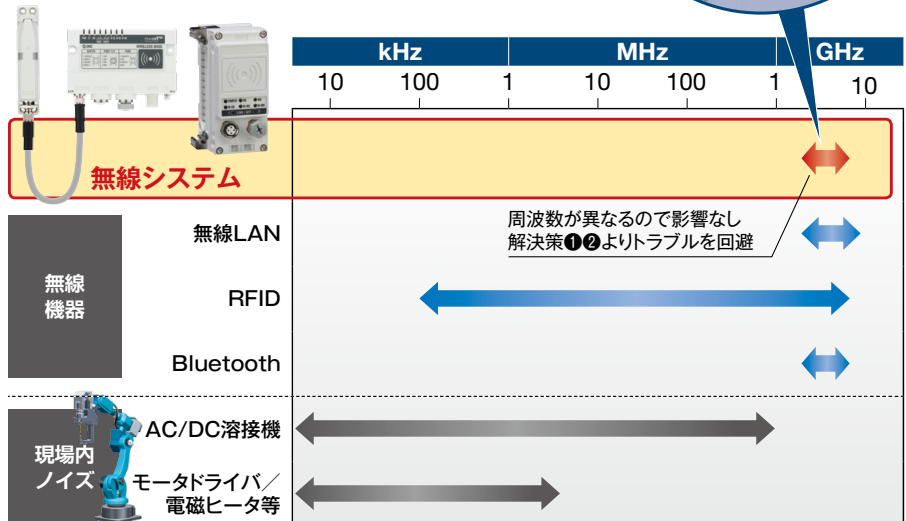 kHz MHz GHz
10 100 1 10 100 1 10
無線システム
周波数が異なるので影響なし
解決策❶❷よりトラブルを回避
無線LAN
無線
機器
RFID
Bluetooth
AC/DC溶接機
現場内
ノイズ
モータドライバ／
電磁ヒータ等